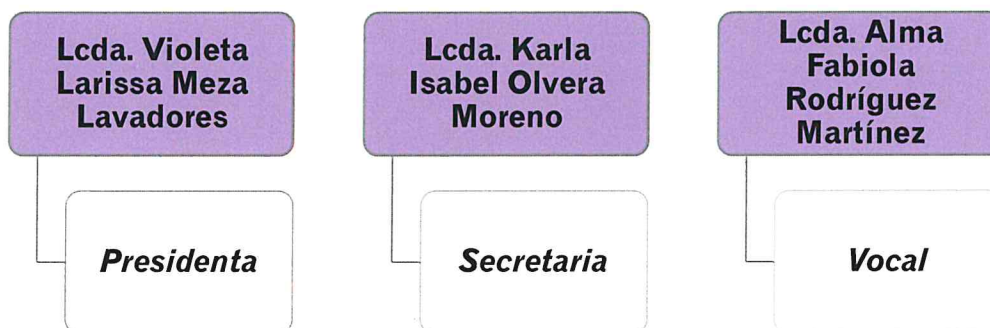 Lcda. Violeta
Larissa Meza
Lavadores
Presidenta
Lcda. Karla
Isabel Olvera
Moreno
Secretaria
Lcda. Alma
Fabiola
Rodríguez
Martínez
Vocal